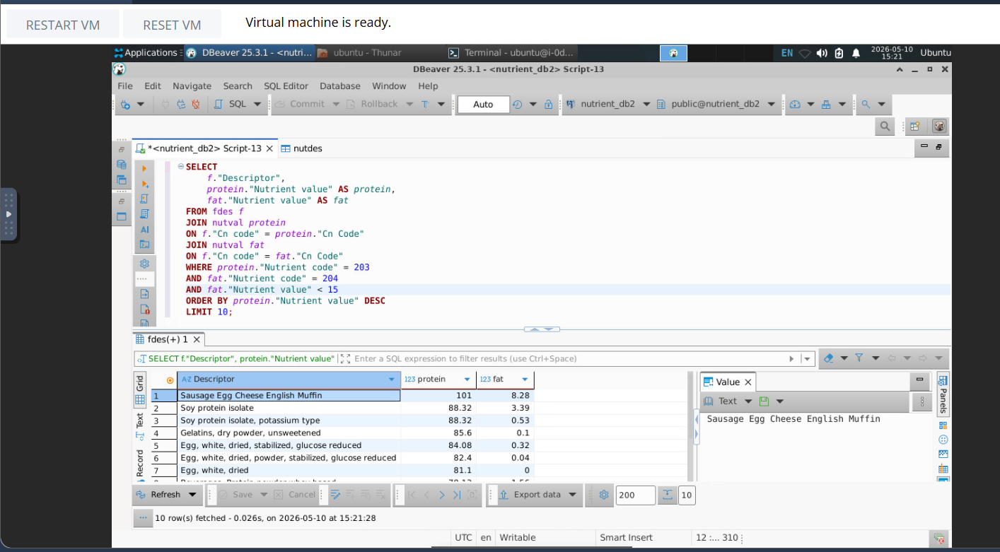 RESTART VM RESET VM Virtual machine is ready.
Applications DBeaver 25.3.1 - <nutri... ubuntu - Thunar Terminal - ubuntu@i-0d... EN 2026-05-10 15:21 Ubuntu
DBeaver 25.3.1 - <nutrient_db2> Script-13
File Edit Navigate Search SQL Editor Database Window Help
SQL Commit Rollback T Auto nutrient_db2 public@nutrient_db2
*<nutrient_db2> Script-13 nutdes
SELECT
f."Descriptor",
protein."Nutrient value" AS protein,
fat."Nutrient value" AS fat
FROM fdes f
JOIN nutval protein
ON f."Cn code" = protein."Cn Code"
JOIN nutval fat
ON f."Cn code" = fat."Cn Code"
WHERE protein."Nutrient code" = 203
AND fat."Nutrient code" = 204
AND fat."Nutrient value" < 15
ORDER BY protein."Nutrient value" DESC
LIMIT 10;
AI
fdes(+) 1
SELECT f."Descriptor", protein."Nutrient value" Enter a SQL expression to filter results (use Ctrl+Space)
Grid
Text
Record
A-Z Descriptor 123 protein 123 fat
1 Sausage Egg Cheese English Muffin 101 8.28
2 Soy protein isolate 88.32 3.39
3 Soy protein isolate, potassium type 88.32 0.53
4 Gelatins, dry powder, unsweetened 85.6 0.1
5 Egg, white, dried, stabilized, glucose reduced 84.08 0.32
6 Egg, white, dried, powder, stabilized, glucose reduced 82.4 0.04
7 Egg, white, dried 81.1 0
Value
Text
Sausage Egg Cheese English Muffin
Panels
Refresh Save Cancel Export data 200 10
10 row(s) fetched - 0.026s, on 2026-05-10 at 15:21:28
UTC en Writable Smart Insert 12 :... 310